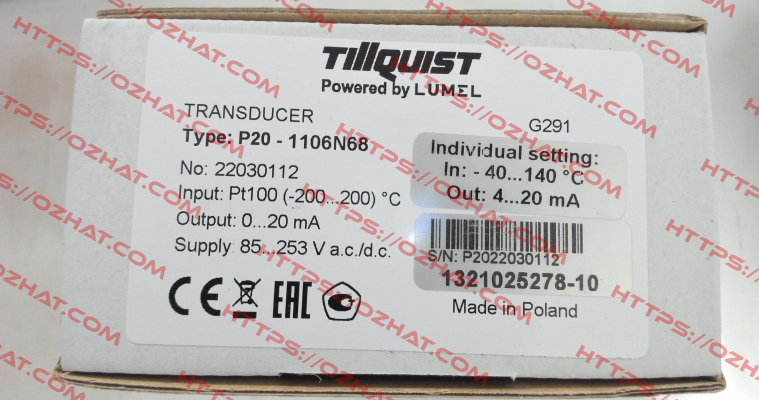 TILLQUIST
Powered by LUMEL
TRANSDUCER
G291
Type: P20 - 1106N68
No: 22030112
Input: Pt100 (-200...200) °C
Output: 0...20 mA
Supply: 85...253 V a.c./d.c.
Individual setting:
In: - 40...140 °C
Out: 4...20 mA
S/N: P2022030112
1321025278-10
Made in Poland
CE EAC
HTTPS://OZHAT.COM